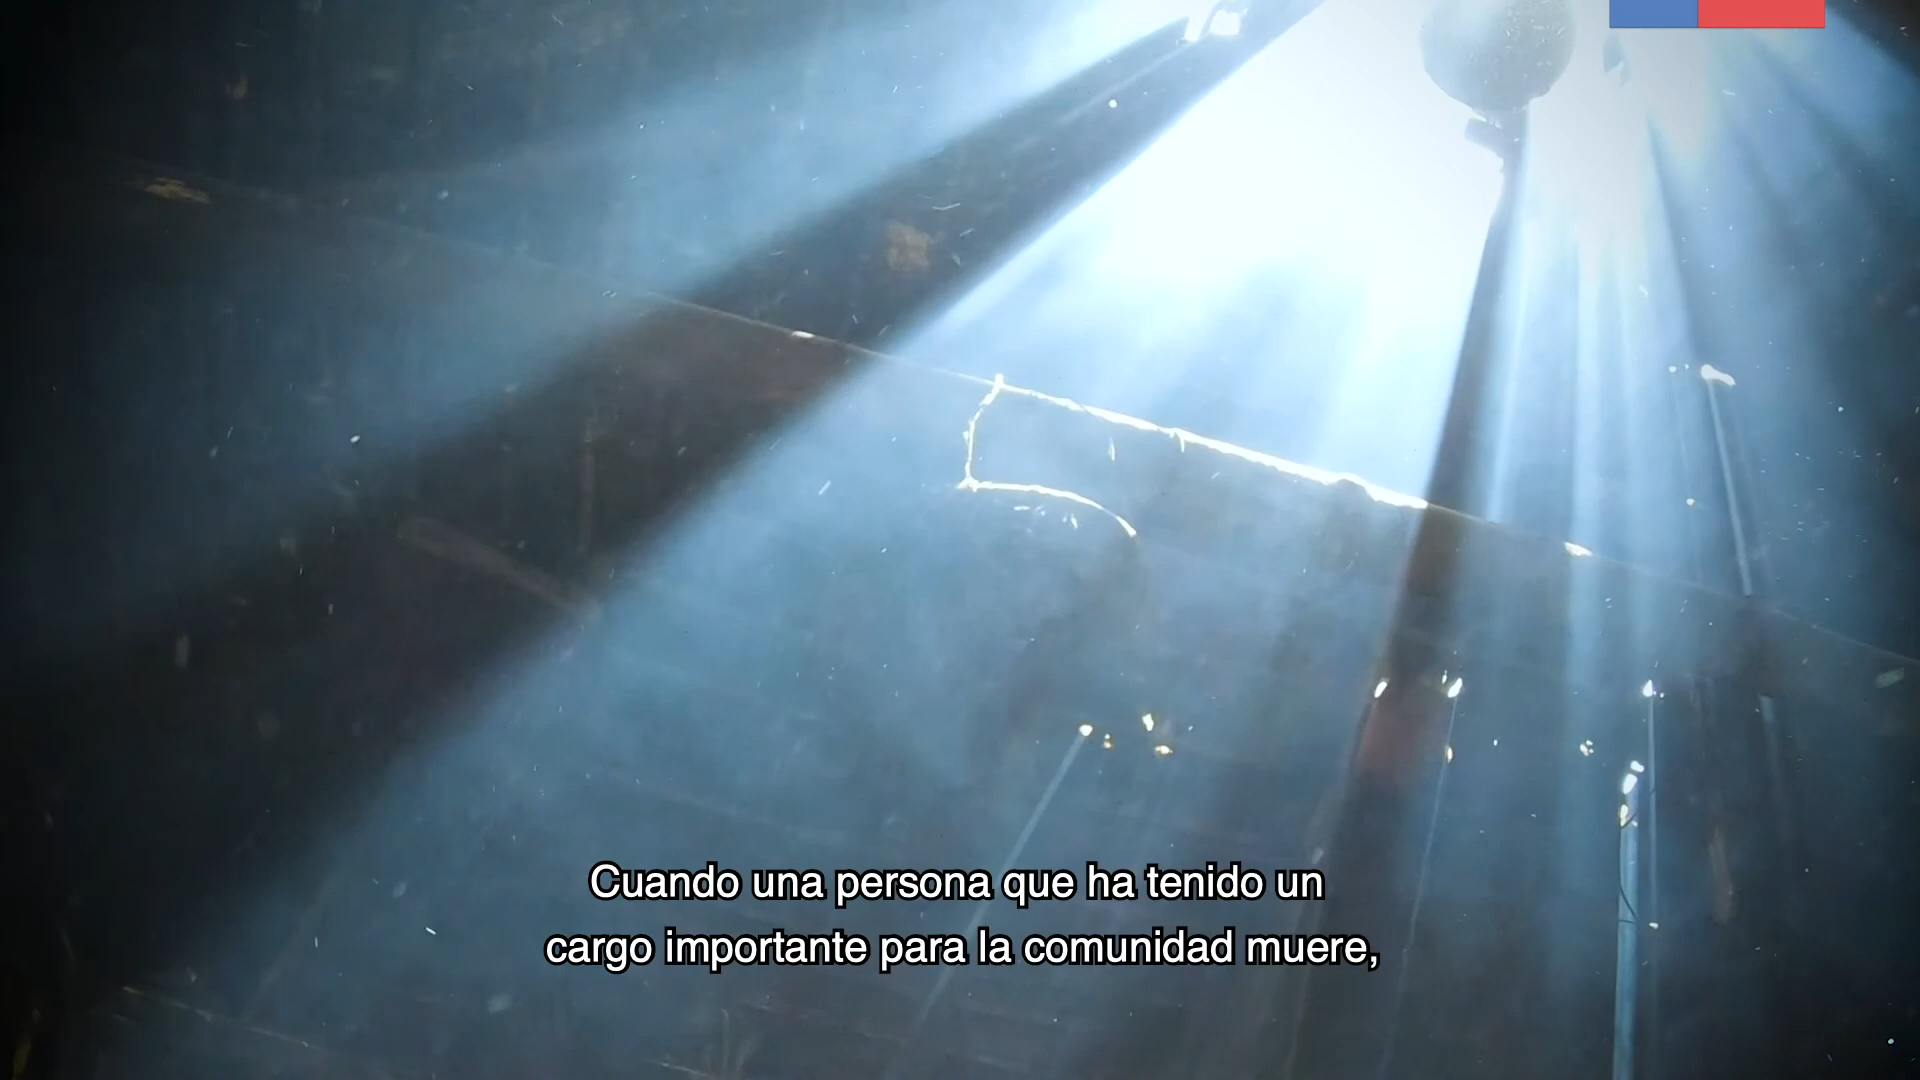 Cuando una persona que ha tenido un
cargo importante para la comunidad muere,